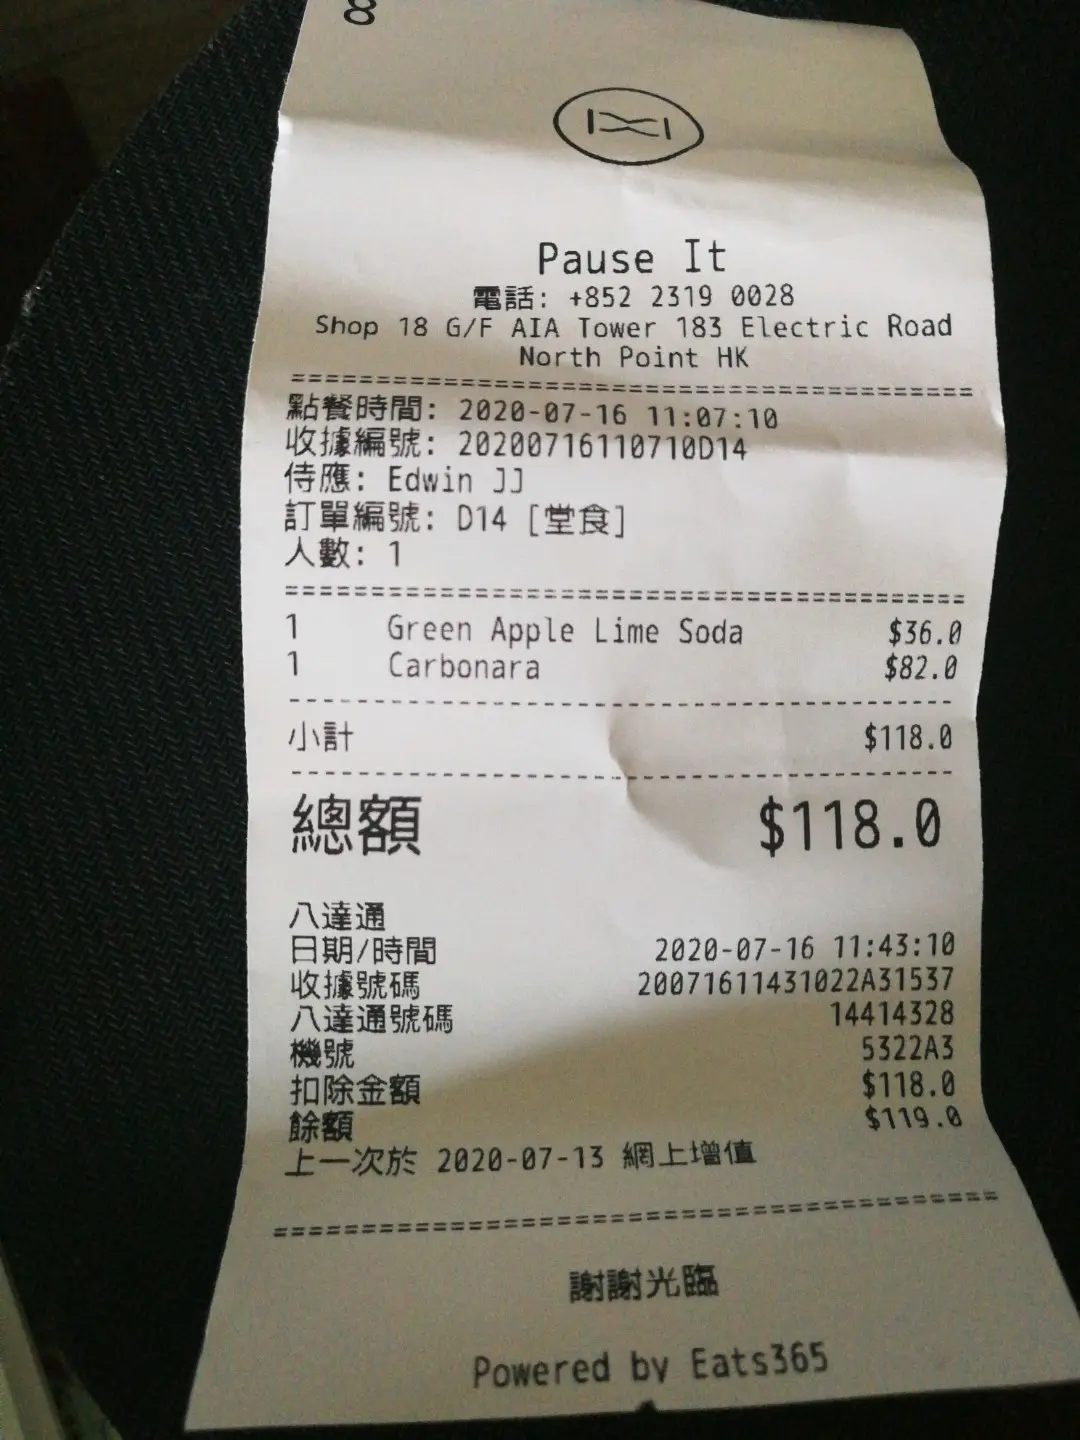 8
Pause It
電話: +852 2319 0028
Shop 18 G/F AIA Tower 183 Electric Road
North Point HK
點餐時間: 2020-07-16 11:07:10
收據編號: 20200716110710D14
侍應: Edwin JJ
訂單編號: D14 [堂食]
人數: 1
1 Green Apple Lime Soda $36.0
1 Carbonara $82.0
小計 $118.0
總額 $118.0
八達通
日期/時間 2020-07-16 11:43:10
收據號碼 20071611431022A31537
八達通號碼 14414328
機號 5322A3
扣除金額 $118.0
餘額 $119.0
上一次於 2020-07-13 網上增值
謝謝光臨
Powered by Eats365